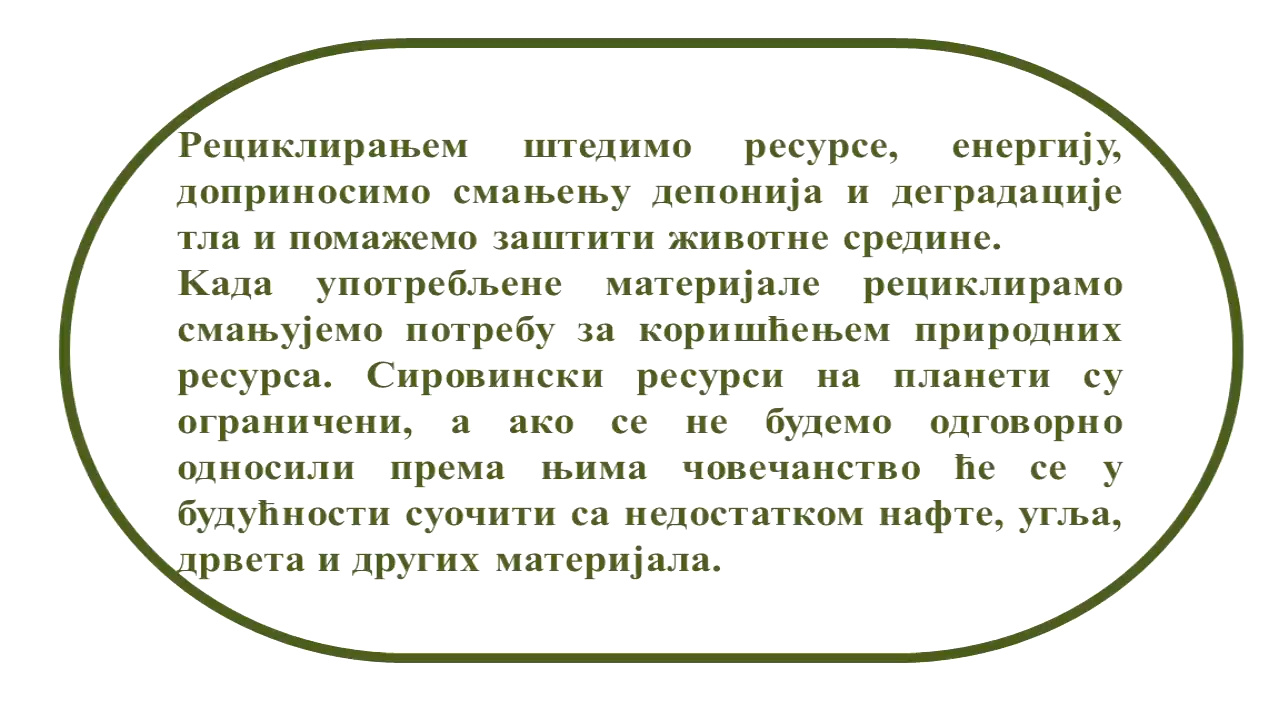 Рециклирањем штедимо ресурсе, енергију,
доприносимо смањењу депонија и деградације
тла и помажемо заштити животне средине.
Када употребљене материјале рециклирамо
смањујемо потребу за коришћењем природних
ресурса. Сировински ресурси на планети су
ограничени, а ако се не будемо одговорно
односили према њима човечанство ће се у
будућности суочити са недостатком нафте, угља,
дрвета и других материјала.